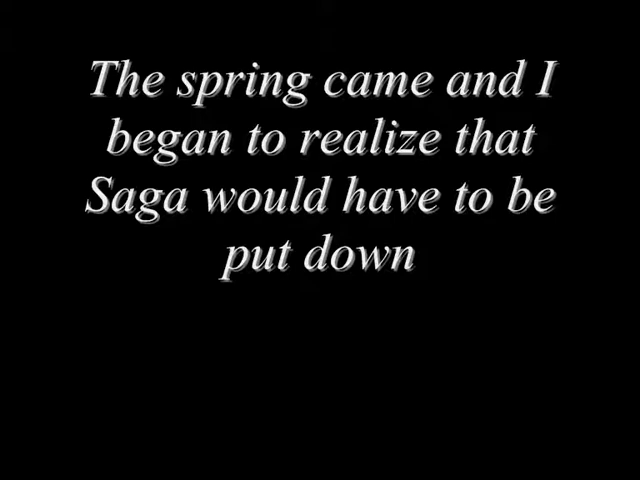 The spring came and I
began to realize that
Saga would have to be
put down